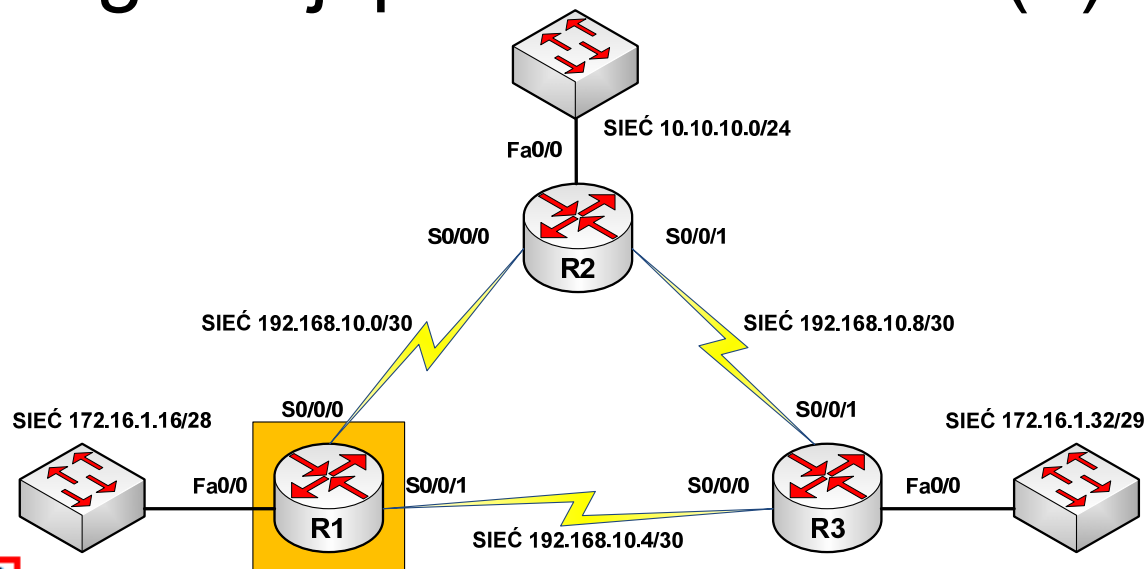 SIEĆ 10.10.10.0/24
Fa0/0
S0/0/0
S0/0/1
R2
SIEĆ 192.168.10.0/30
SIEĆ 192.168.10.8/30
S0/0/0
S0/0/1
SIEĆ 172.16.1.16/28
SIEĆ 172.16.1.32/29
Fa0/0
S0/0/1
S0/0/0
Fa0/0
R1
R3
SIEĆ 192.168.10.4/30